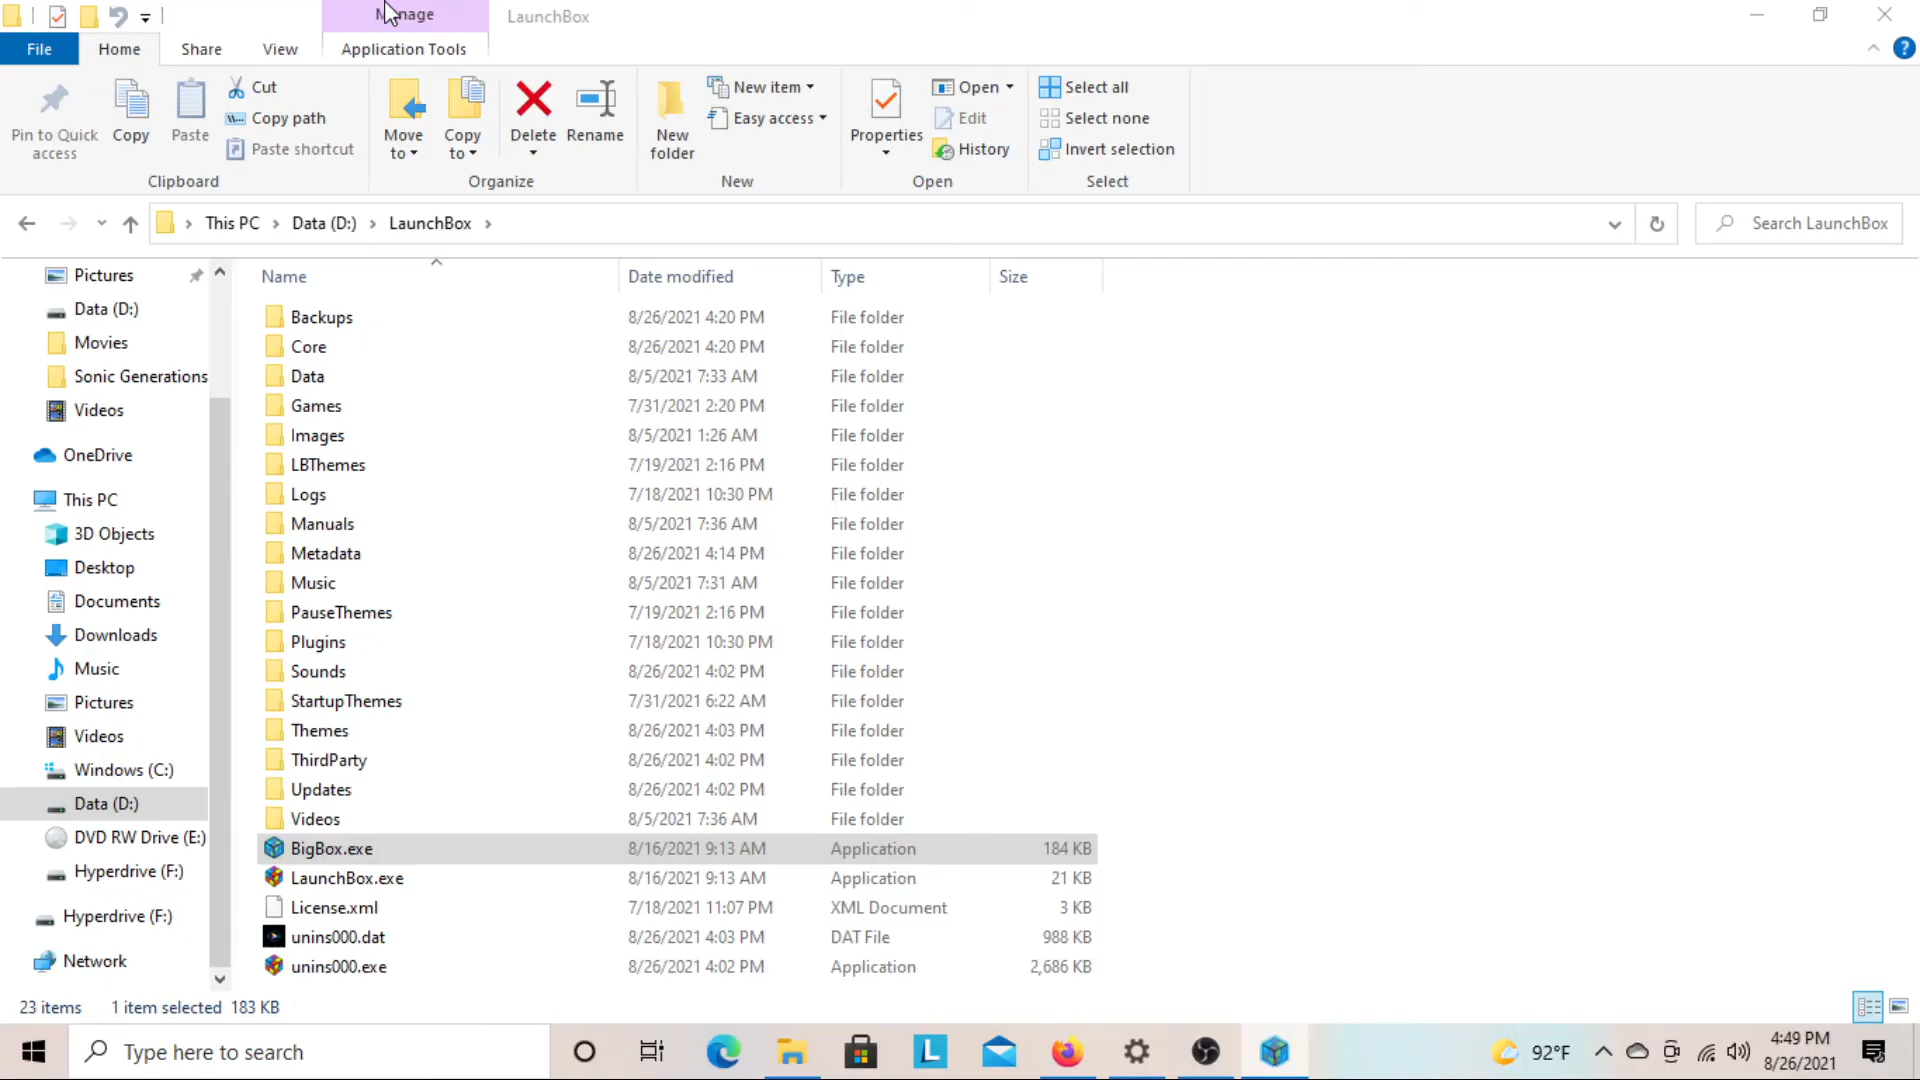 Manage
LaunchBox
File
Home
Share
View
Application Tools
Pin to Quick access
Copy
Paste
Cut
Copy path
Paste shortcut
Clipboard
Move to
Copy to
Delete
Rename
Organize
New folder
New item
Easy access
New
Properties
Open
Edit
History
Open
Select all
Select none
Invert selection
Select
This PC
Data (D:)
LaunchBox
Search LaunchBox
Pictures
Data (D:)
Movies
Sonic Generations
Videos
OneDrive
This PC
3D Objects
Desktop
Documents
Downloads
Music
Pictures
Videos
Windows (C:)
Data (D:)
DVD RW Drive (E:)
Hyperdrive (F:)
Hyperdrive (F:)
Network
Name Date modified Type Size
Backups 8/26/2021 4:20 PM File folder
Core 8/26/2021 4:20 PM File folder
Data 8/5/2021 7:33 AM File folder
Games 7/31/2021 2:20 PM File folder
Images 8/5/2021 1:26 AM File folder
LBThemes 7/19/2021 2:16 PM File folder
Logs 7/18/2021 10:30 PM File folder
Manuals 8/5/2021 7:36 AM File folder
Metadata 8/26/2021 4:14 PM File folder
Music 8/5/2021 7:31 AM File folder
PauseThemes 7/19/2021 2:16 PM File folder
Plugins 7/18/2021 10:30 PM File folder
Sounds 8/26/2021 4:02 PM File folder
StartupThemes 7/31/2021 6:22 AM File folder
Themes 8/26/2021 4:03 PM File folder
ThirdParty 8/26/2021 4:02 PM File folder
Updates 8/26/2021 4:02 PM File folder
Videos 8/5/2021 7:36 AM File folder
BigBox.exe 8/16/2021 9:13 AM Application 184 KB
LaunchBox.exe 8/16/2021 9:13 AM Application 21 KB
License.xml 7/18/2021 11:07 PM XML Document 3 KB
unins000.dat 8/26/2021 4:03 PM DAT File 988 KB
unins000.exe 8/26/2021 4:02 PM Application 2,686 KB
23 items 1 item selected 183 KB
Type here to search
92°F
4:49 PM
8/26/2021